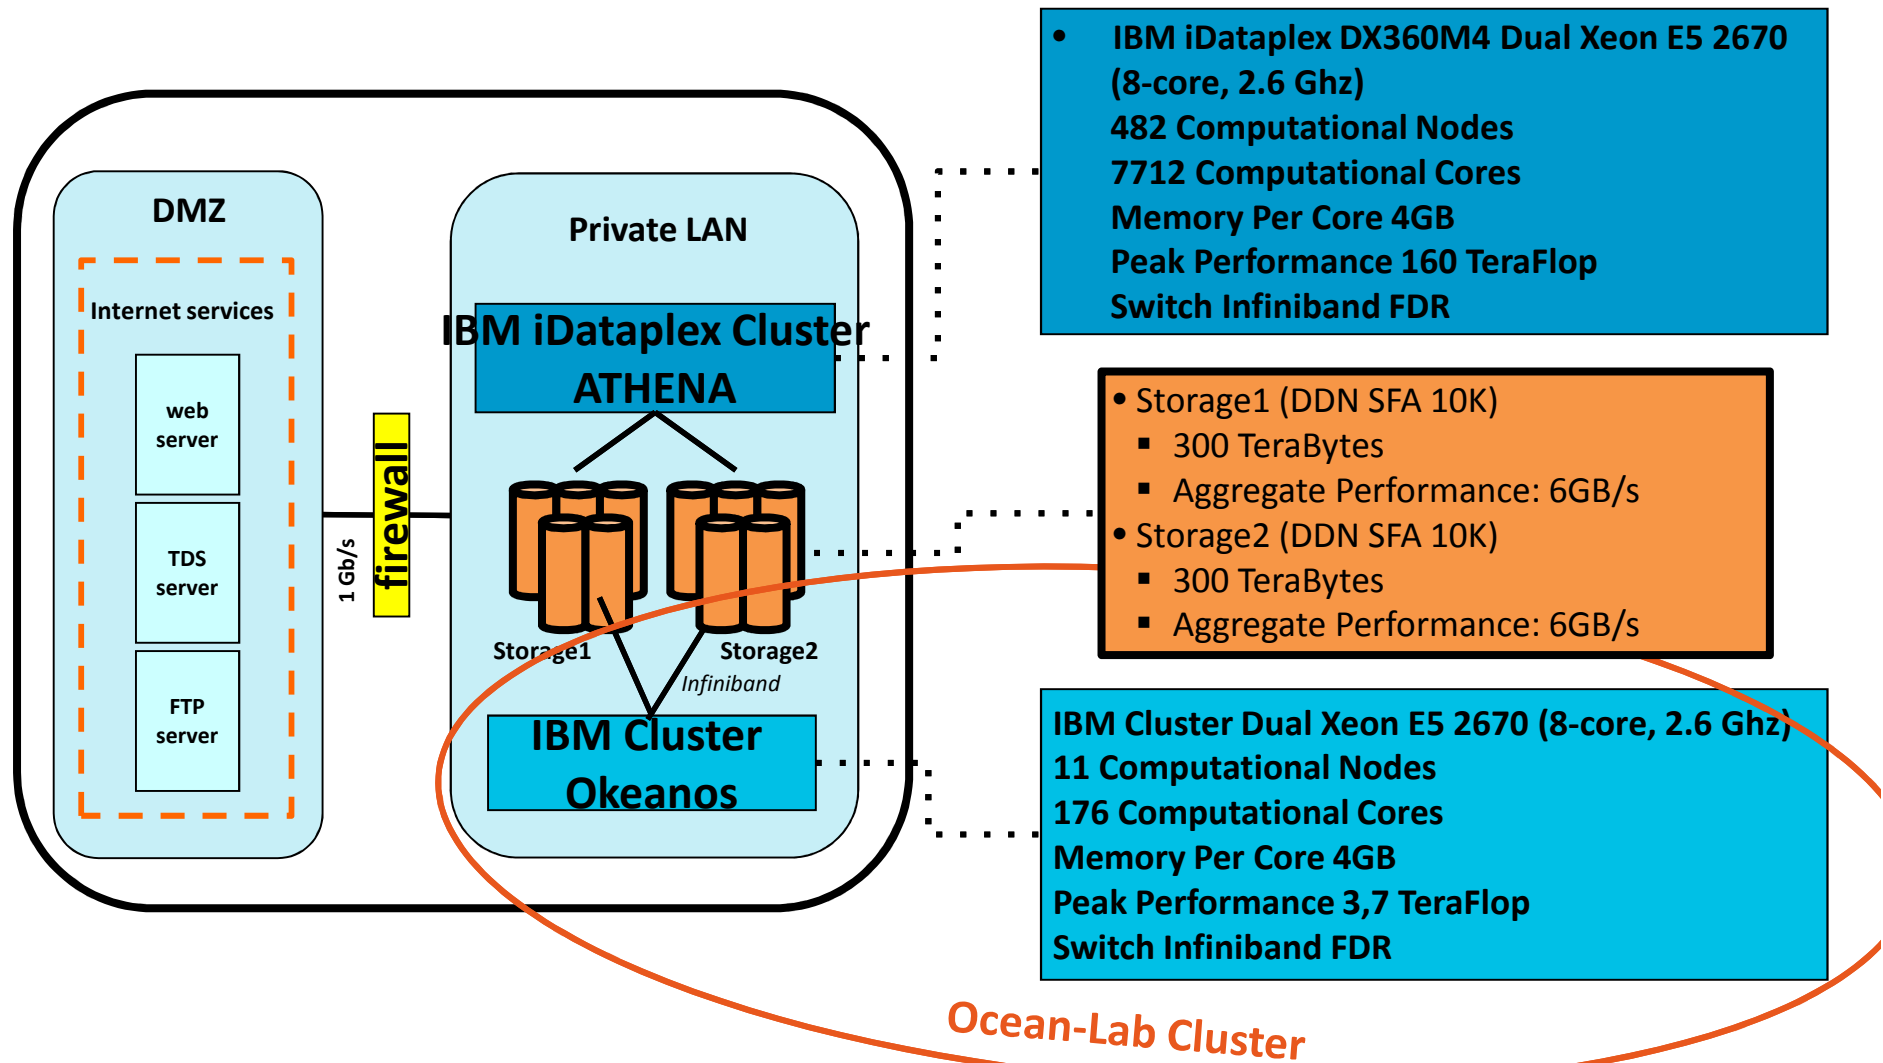 DMZ
Internet services
web
server
TDS
server
FTP
server
1 Gb/s
firewall
Private LAN
IBM iDataplex Cluster
ATHENA
Storage1
Storage2
Infiniband
IBM Cluster
Okeanos
• IBM iDataplex DX360M4 Dual Xeon E5 2670
(8-core, 2.6 Ghz)
482 Computational Nodes
7712 Computational Cores
Memory Per Core 4GB
Peak Performance 160 TeraFlop
Switch Infiniband FDR
• Storage1 (DDN SFA 10K)
▪ 300 TeraBytes
▪ Aggregate Performance: 6GB/s
• Storage2 (DDN SFA 10K)
▪ 300 TeraBytes
▪ Aggregate Performance: 6GB/s
IBM Cluster Dual Xeon E5 2670 (8-core, 2.6 Ghz)
11 Computational Nodes
176 Computational Cores
Memory Per Core 4GB
Peak Performance 3,7 TeraFlop
Switch Infiniband FDR
Ocean-Lab Cluster